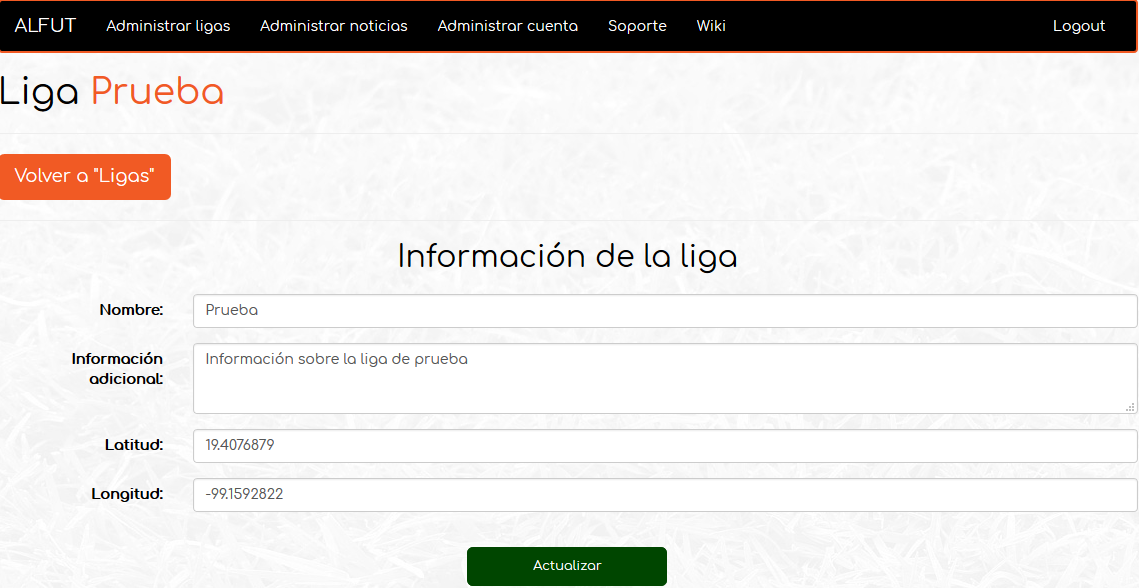 ALFUT Administrar ligas Administrar noticias Administrar cuenta Soporte Wiki Logout
Liga Prueba
Volver a "Ligas"
Información de la liga
Nombre: Prueba
Información adicional: Información sobre la liga de prueba
Latitud: 19.4076879
Longitud: -99.1592822
Actualizar